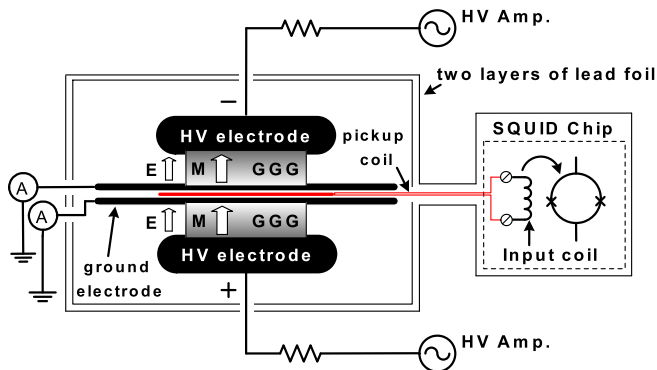 HV Amp.
two layers of lead foil
−
HV electrode
pickup
coil
SQUID Chip
E M GGG
A
A
E M GGG
HV electrode
Input coil
ground
electrode
+
HV Amp.